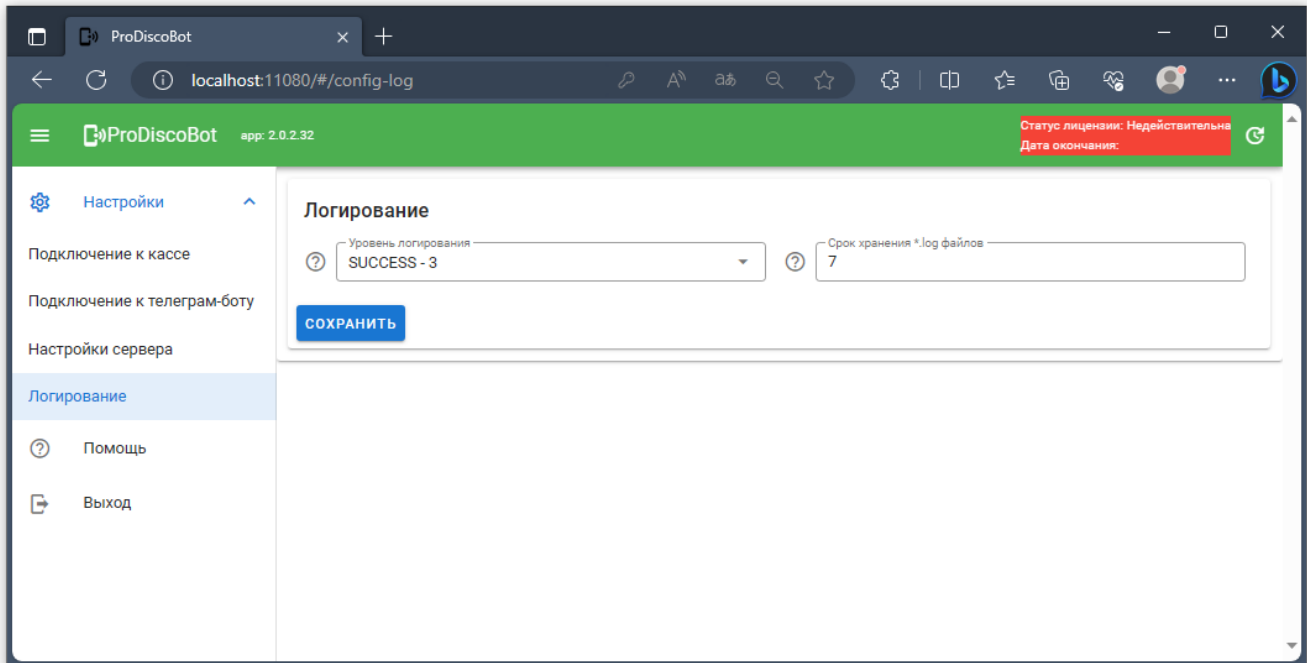 ProDiscoBot
localhost:11080/#/config-log
ProDiscoBot app: 2.0.2.32
Статус лицензии: Недействительна
Дата окончания:
Настройки
Подключение к кассе
Подключение к телеграм-боту
Настройки сервера
Логирование
Помощь
Выход
Логирование
Уровень логирования
SUCCESS - 3
Срок хранения *.log файлов
7
СОХРАНИТЬ